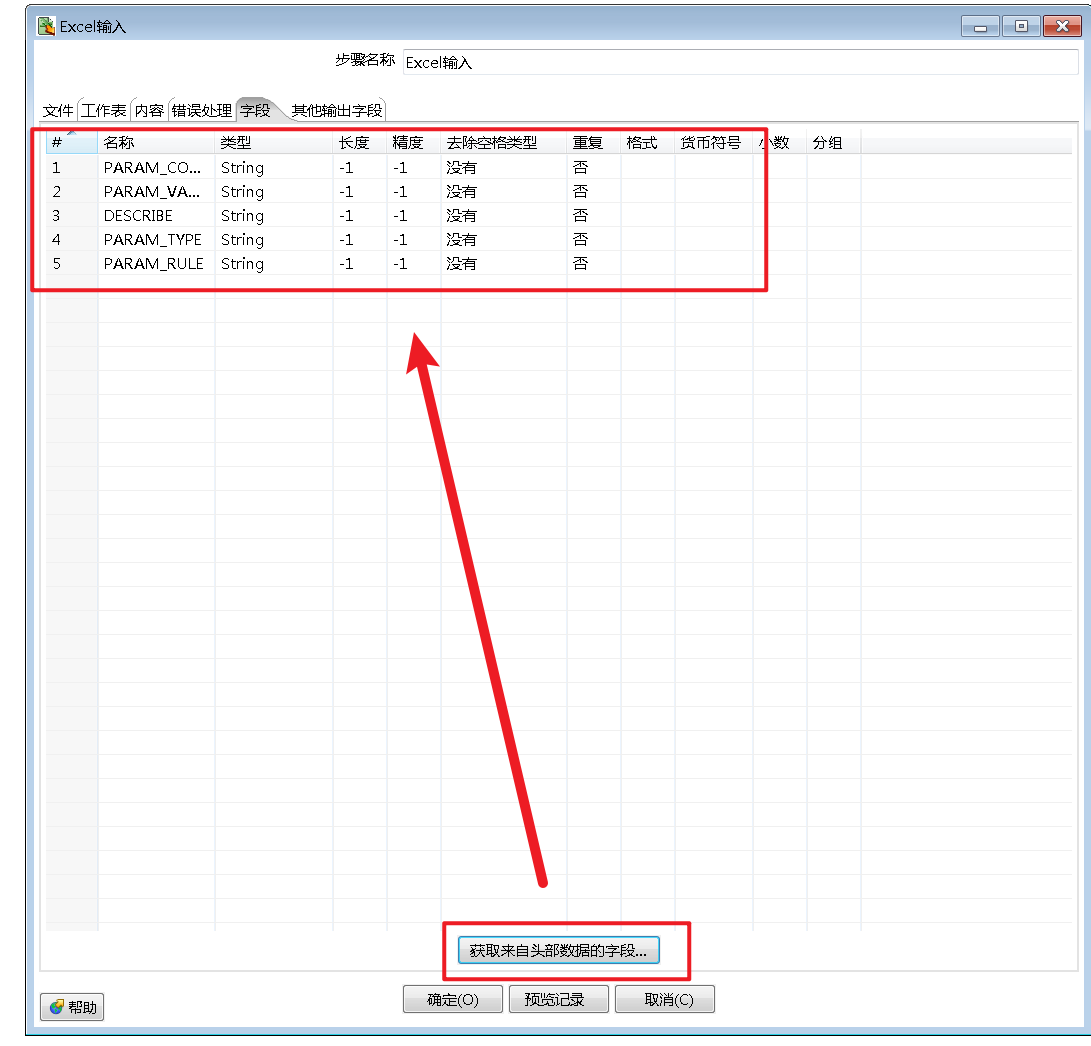 Excel输入
步骤名称 Excel输入
文件 工作表 内容 错误处理 字段 其他输出字段
# 名称 类型 长度 精度 去除空格类型 重复 格式 货币符号 小数 分组
1 PARAM_CO... String -1 -1 没有 否
2 PARAM_VA... String -1 -1 没有 否
3 DESCRIBE String -1 -1 没有 否
4 PARAM_TYPE String -1 -1 没有 否
5 PARAM_RULE String -1 -1 没有 否
获取来自头部数据的字段...
帮助 确定(O) 预览记录 取消(C)